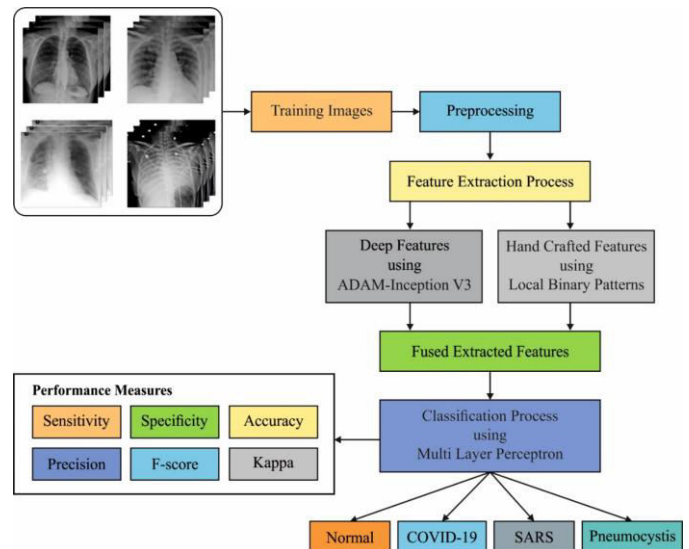 Training Images
Preprocessing
Feature Extraction Process
Deep Features
using
ADAM-Inception V3
Hand Crafted Features
using
Local Binary Patterns
Fused Extracted Features
Performance Measures
Sensitivity
Specificity
Accuracy
Precision
F-score
Kappa
Classification Process
using
Multi Layer Perceptron
Normal
COVID-19
SARS
Pneumocystis